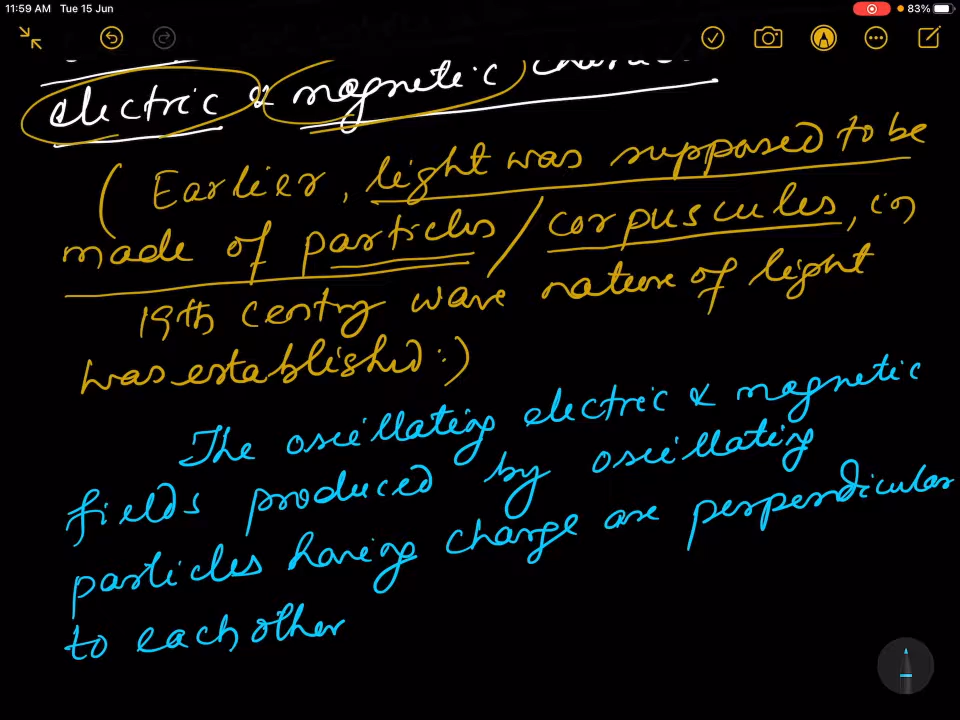 11:59 AM Tue 15 Jun 83%
electric & magnetic
( Earlier, light was supposed to be
made of particles / corpuscules, in
19th centry wave nature of light
was established :)
The oscillating electric & magnetic
fields produced by oscillating
particles having charge are perpendicular
to each other